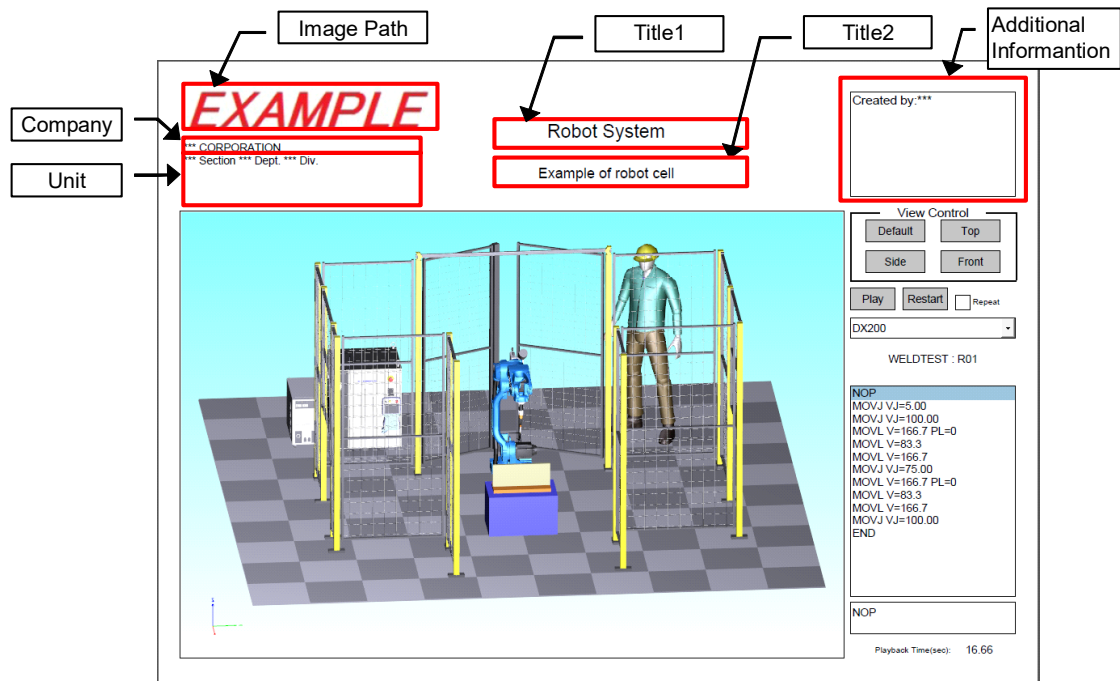 Image Path
Title1
Title2
Additional
Informantion
EXAMPLE
Created by:***
Company
*** CORPORATION
Robot System
*** Section *** Dept. *** Div.
Unit
Example of robot cell
View Control
Default
Top
Side
Front
Play
Restart
Repeat
DX200
WELDTEST : R01
NOP
MOVJ VJ=5.00
MOVJ VJ=100.00
MOVL V=166.7 PL=0
MOVL V=83.3
MOVL V=166.7
MOVJ VJ=75.00
MOVL V=166.7 PL=0
MOVL V=83.3
MOVL V=166.7
MOVJ VJ=100.00
END
NOP
Playback Time(sec): 16.66